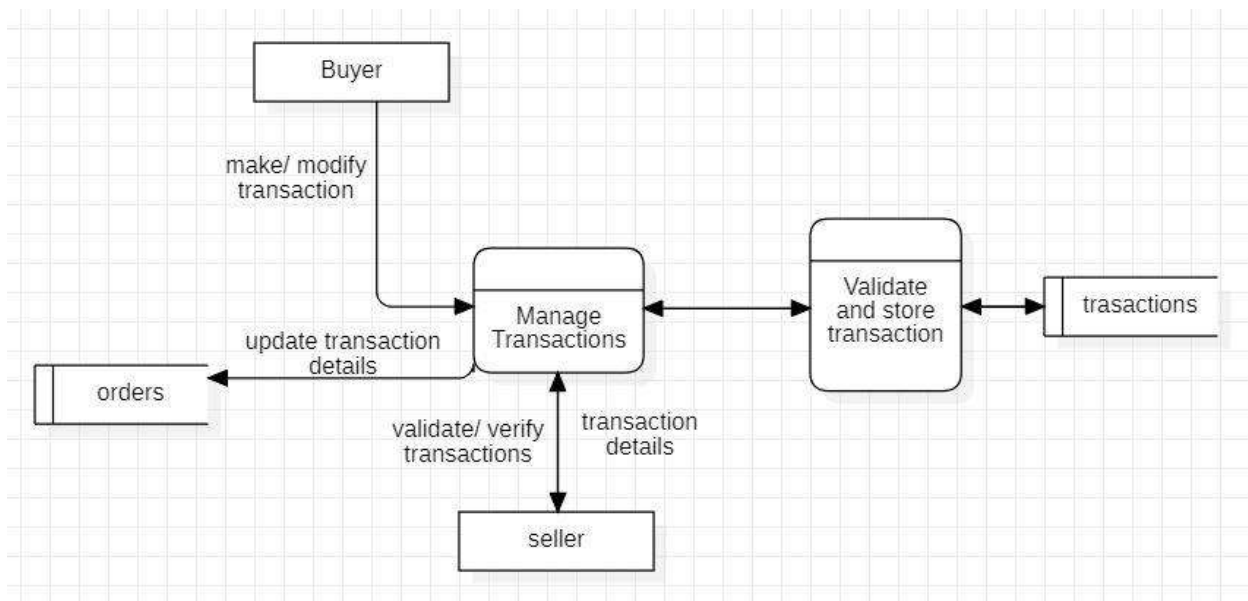 Buyer
make/ modify
transaction
Manage
Transactions
Validate
and store
transaction
trasactions
update transaction
details
orders
validate/ verify
transactions
transaction
details
seller